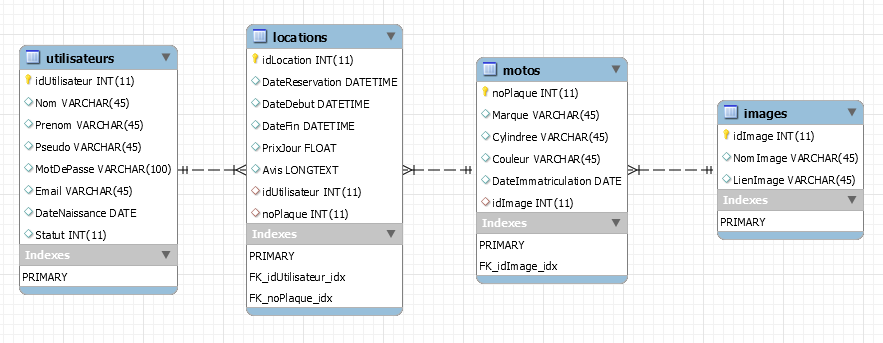 utilisateurs
idUtilisateur INT(11)
Nom VARCHAR(45)
Prenom VARCHAR(45)
Pseudo VARCHAR(45)
MotDePasse VARCHAR(100)
Email VARCHAR(45)
DateNaissance DATE
Statut INT(11)
Indexes
PRIMARY
locations
idLocation INT(11)
DateReservation DATETIME
DateDebut DATETIME
DateFin DATETIME
PrixJour FLOAT
Avis LONGTEXT
idUtilisateur INT(11)
noPlaque INT(11)
Indexes
PRIMARY
FK_idUtilisateur_idx
FK_noPlaque_idx
motos
noPlaque INT(11)
Marque VARCHAR(45)
Cylindree VARCHAR(45)
Couleur VARCHAR(45)
DateImmatriculation DATE
idImage INT(11)
Indexes
PRIMARY
FK_idImage_idx
images
idImage INT(11)
NomImage VARCHAR(45)
LienImage VARCHAR(45)
Indexes
PRIMARY